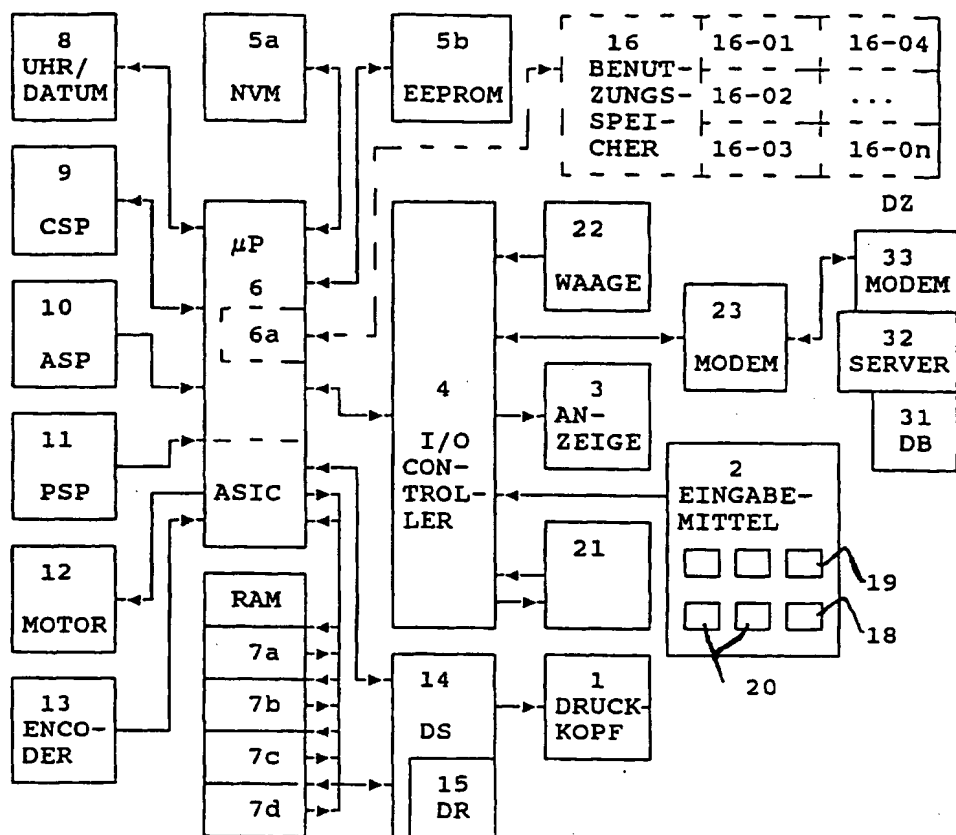 8
UHR/
DATUM
5a
NVM
5b
EEPROM
16
BENUT-
ZUNGS-
SPEI-
CHER
16-01
16-02
16-03
16-04
...
16-0n
9
CSP
10
ASP
11
PSP
12
MOTOR
13
ENCO-
DER
µP
6
6a
ASIC
RAM
7a
7b
7c
7d
4
I/O
CON-
TROL-
LER
22
WAAGE
23
MODEM
DZ
33
MODEM
32
SERVER
31
DB
3
AN-
ZEIGE
2
EINGABE-
MITTEL
19
18
20
21
14
DS
15
DR
1
DRUCK-
KOPF